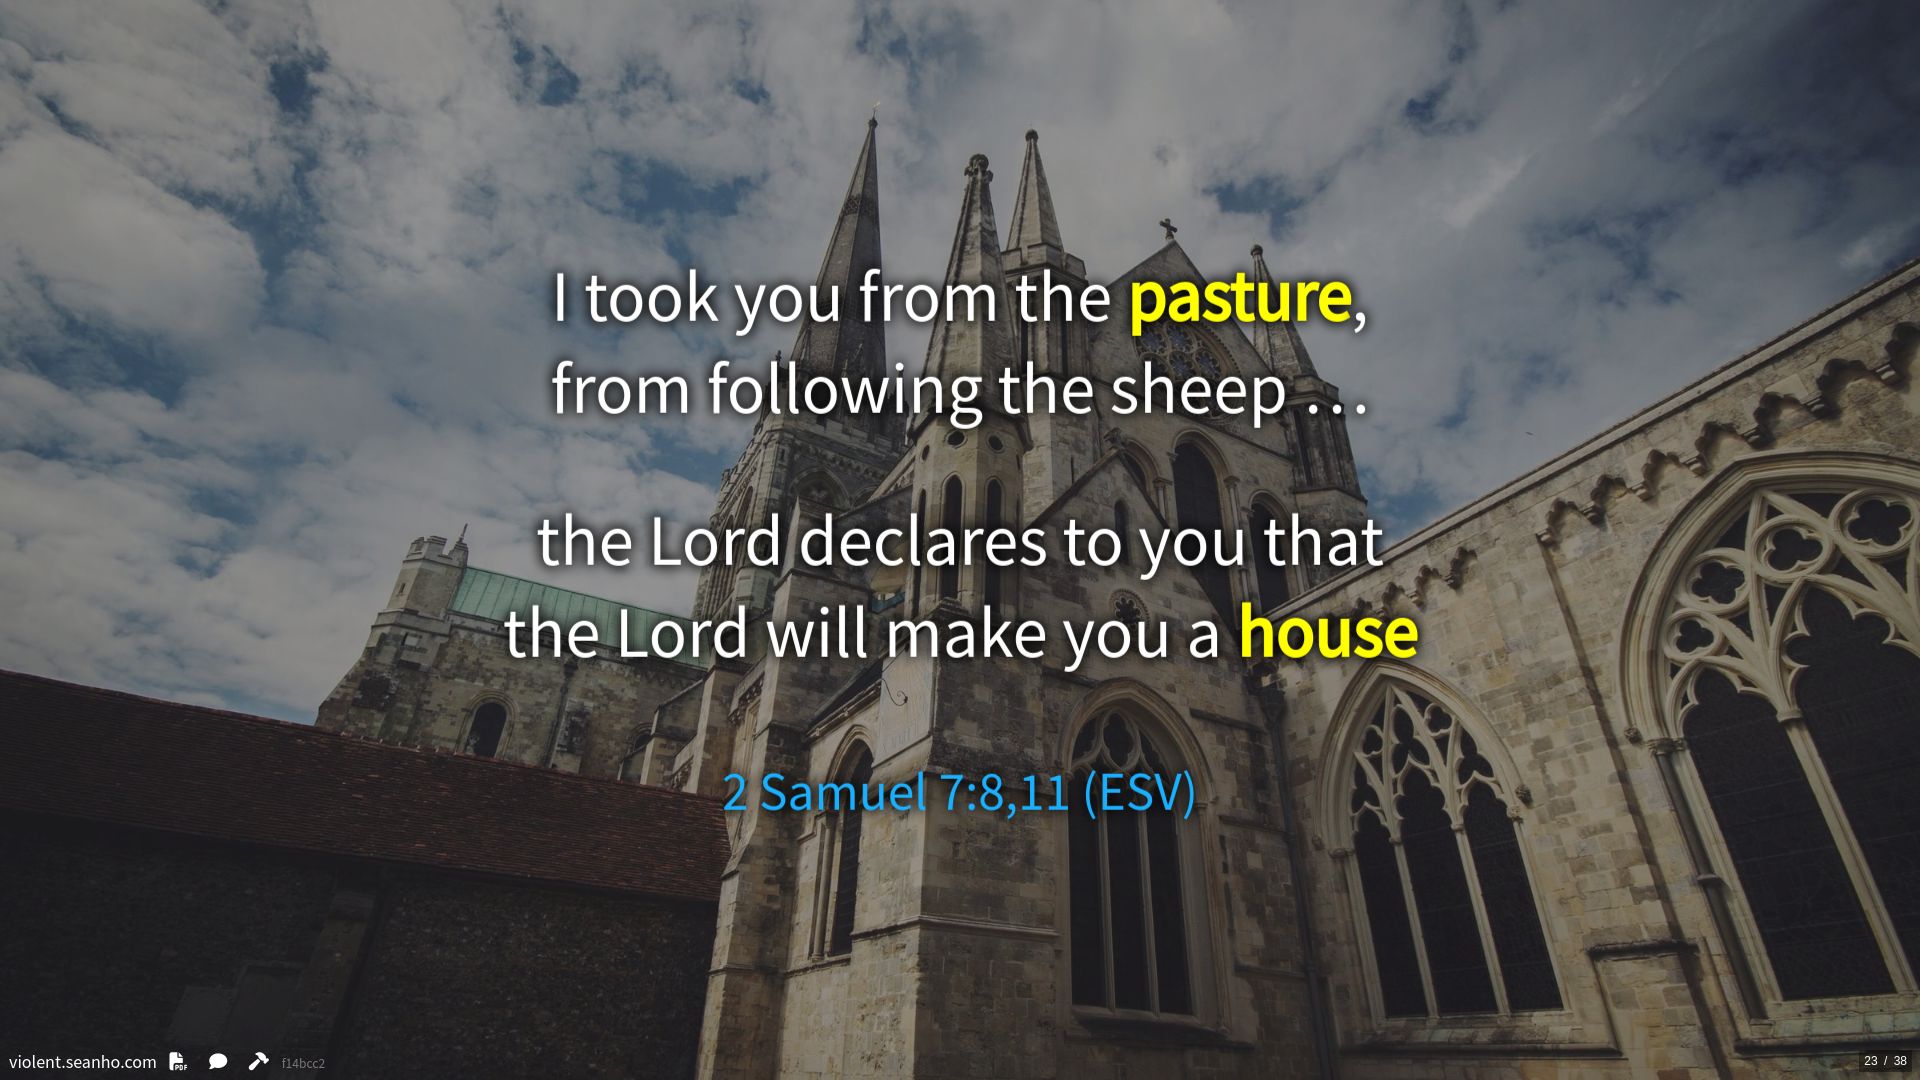 I took you from the pasture,
from following the sheep …
the Lord declares to you that
the Lord will make you a house
2 Samuel 7:8,11 (ESV)
violent.seanho.com PDF f14bcc2
23 / 38